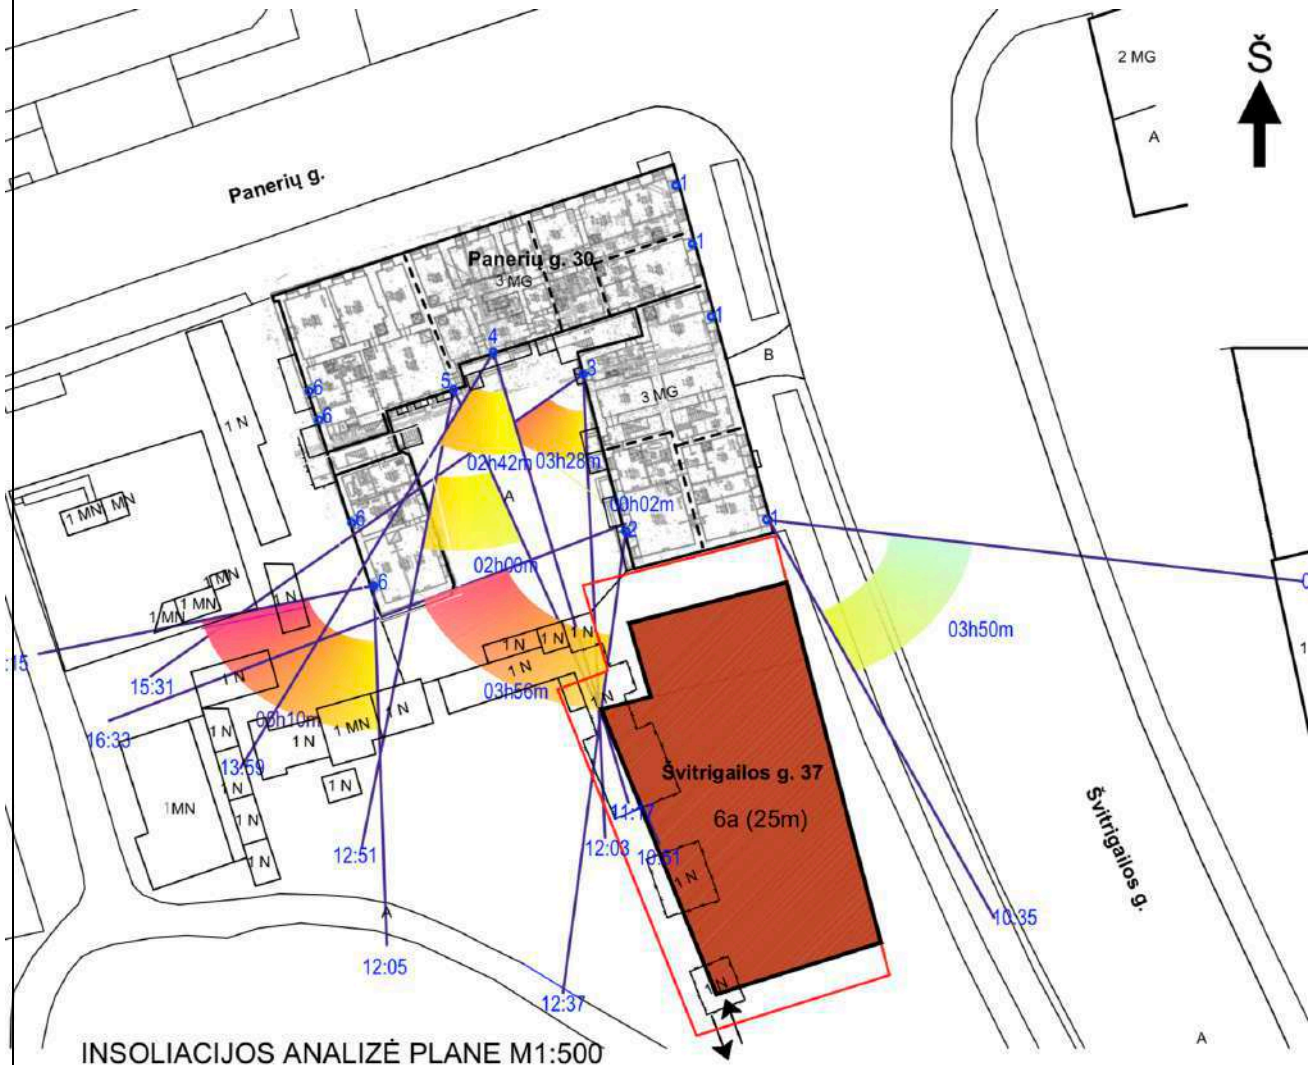 2 MG
Š
A
Panerių g.
1
1
Panerių g. 30
3 MG
1
4
B
3
5
6
3 MG
6
1 N
02h42m
03h28m
A
1 MN
MN
00h02m
6
2
1
02h00m
1 MN
6
1 N
1 MN
1 MN
03h50m
1 N
1 N
1 N
:15
1 N
15:31
1 N
03h56m
1 N
1 N
1 N
1 MN
16:33
1 N
13:59
Švitrigailos g. 37
1 N
1 N
Švitrigailos g.
1MN
11:17
6a (25m)
1 N
12:51
12:03
10:51
1 N
1 N
A
10:35
12:05
1 N
12:37
A
INSOLIACIJOS ANALIZĖ PLANE M1:500